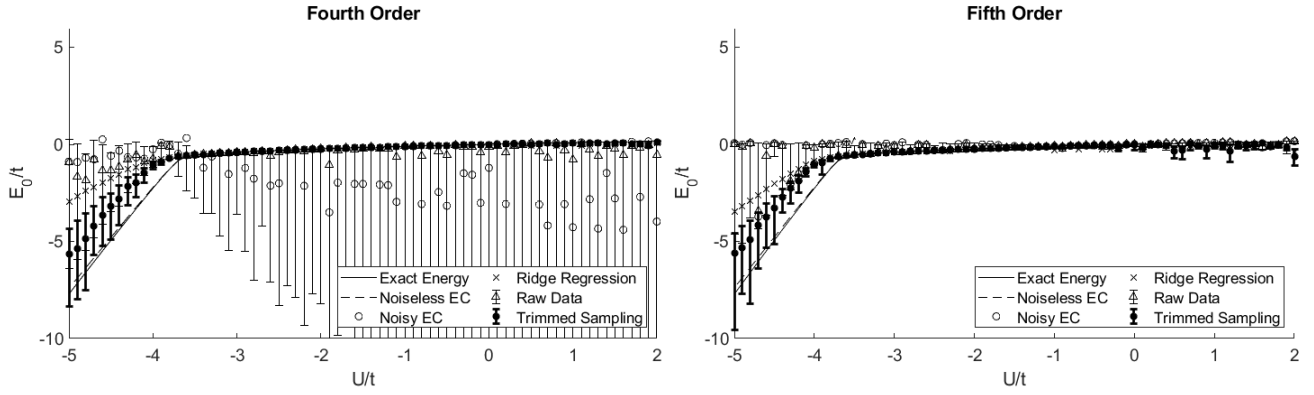 Fourth Order
5
0
-5
-10
E0/t
-5 -4 -3 -2 -1 0 1 2
U/t
Exact Energy
Noiseless EC
Noisy EC
Ridge Regression
Raw Data
Trimmed Sampling
Fifth Order
5
0
-5
-10
E0/t
-5 -4 -3 -2 -1 0 1 2
U/t
Exact Energy
Noiseless EC
Noisy EC
Ridge Regression
Raw Data
Trimmed Sampling